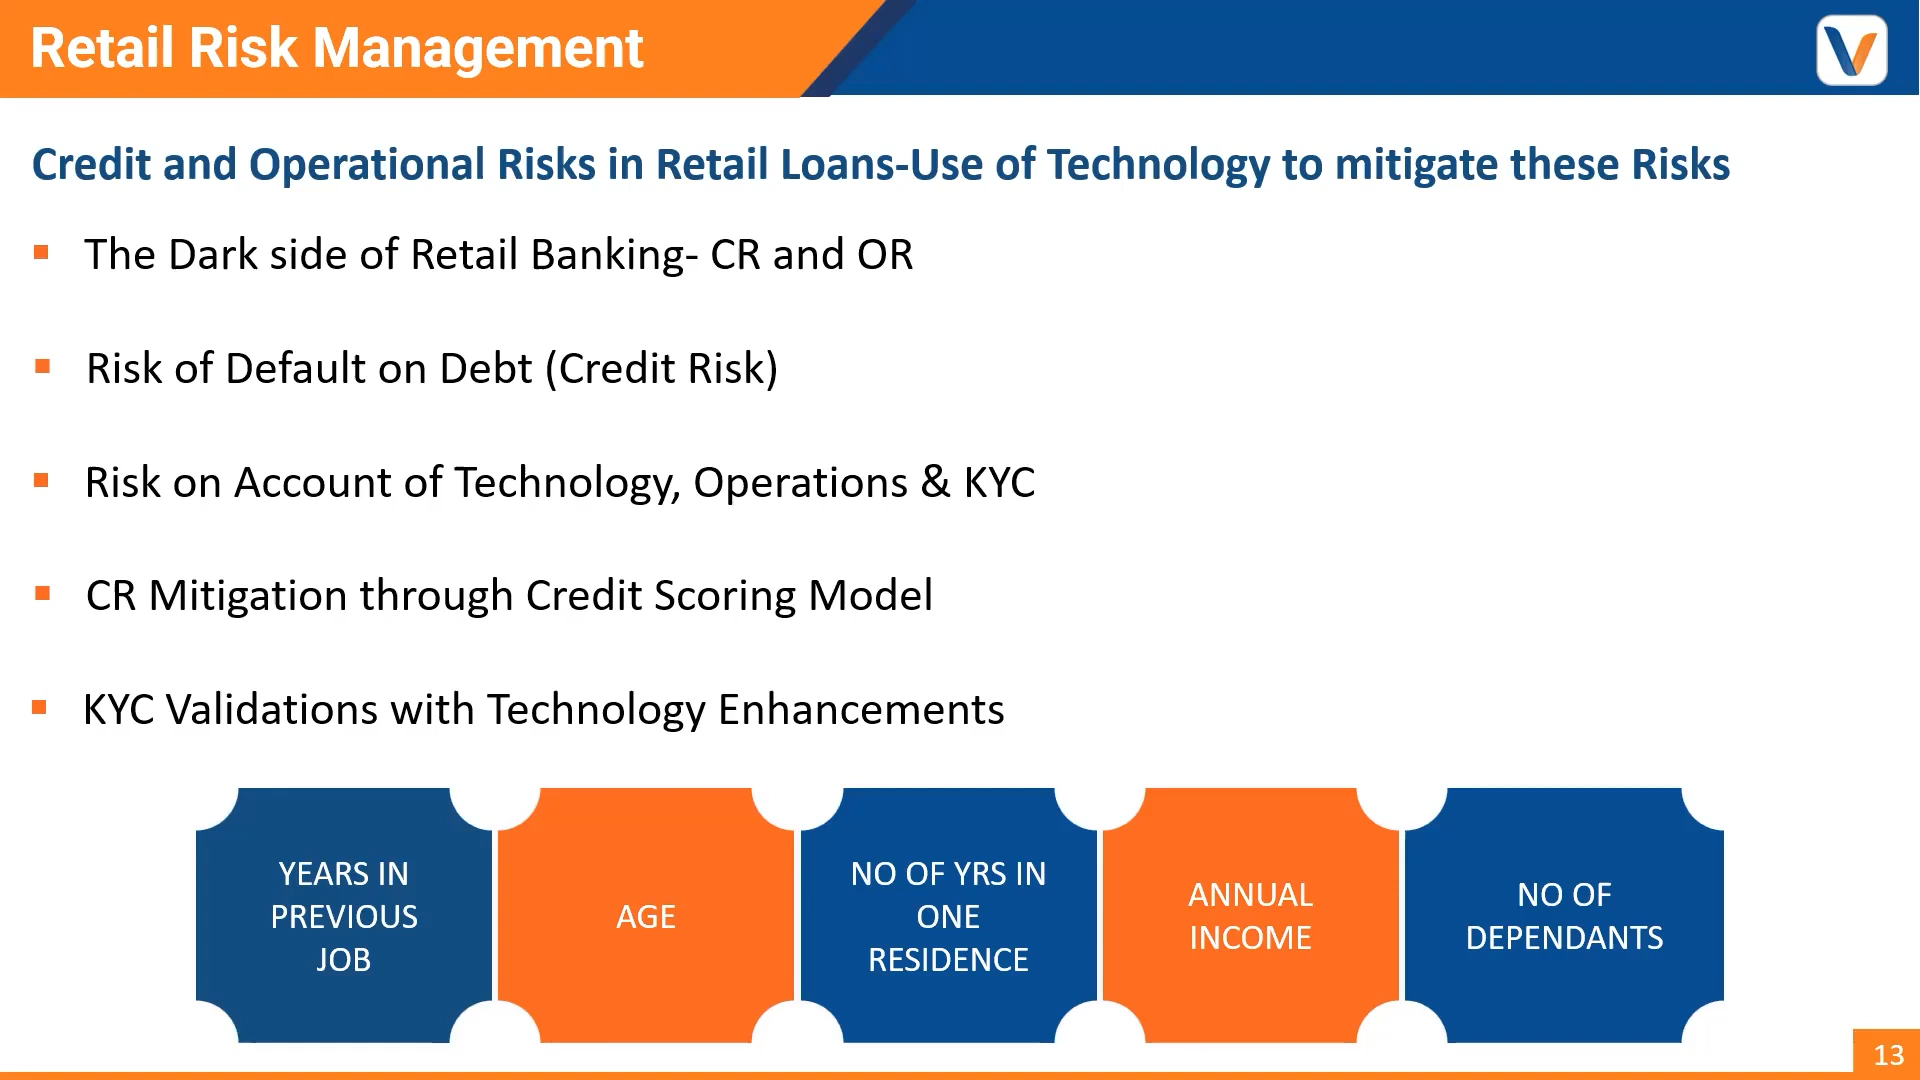 Retail Risk Management
Credit and Operational Risks in Retail Loans-Use of Technology to mitigate these Risks
The Dark side of Retail Banking- CR and OR
Risk of Default on Debt (Credit Risk)
Risk on Account of Technology, Operations & KYC
CR Mitigation through Credit Scoring Model
KYC Validations with Technology Enhancements
YEARS IN
PREVIOUS
JOB
AGE
NO OF YRS IN
ONE
RESIDENCE
ANNUAL
INCOME
NO OF
DEPENDANTS
13